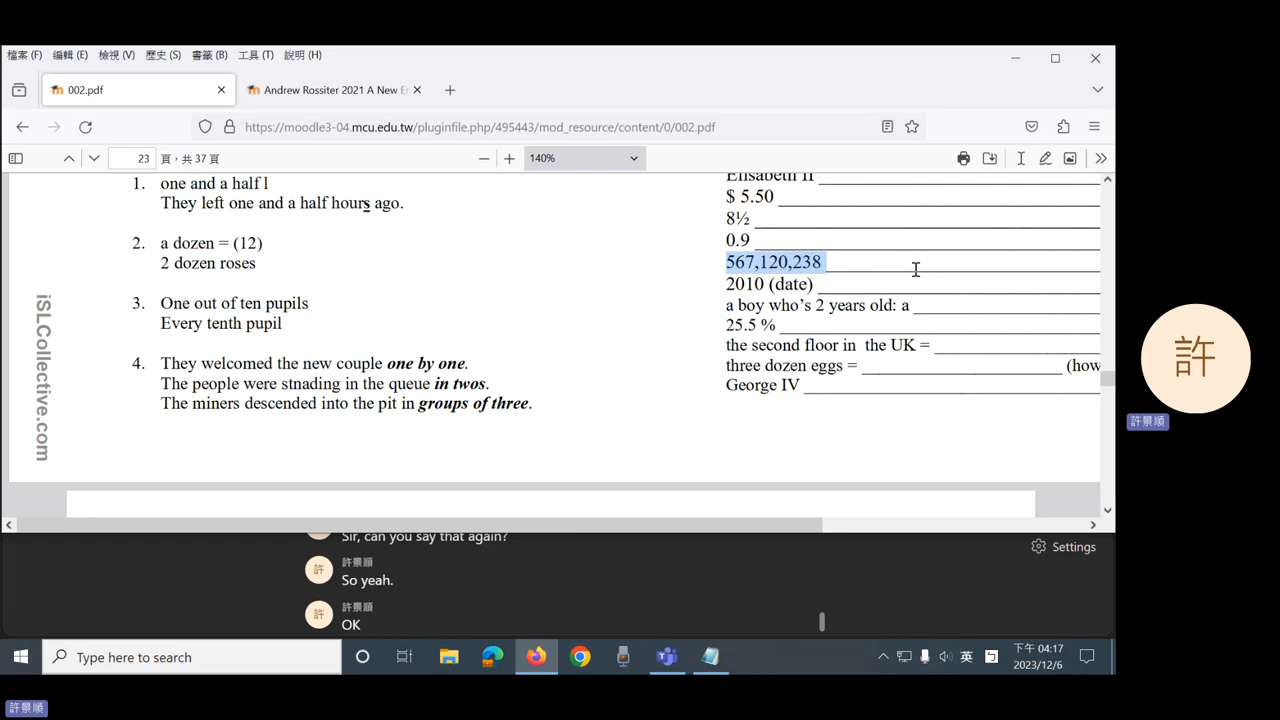 檔案 (F) 編輯 (E) 檢視 (V) 歷史 (S) 書籤 (B) 工具 (T) 說明 (H)
002.pdf
Andrew Rossiter 2021 A New E
https://moodle3-04.mcu.edu.tw/pluginfile.php/495443/mod_resource/content/0/002.pdf
23 頁，共 37 頁
140%
1. one and a half l
They left one and a half hours ago.
2. a dozen = (12)
2 dozen roses
3. One out of ten pupils
Every tenth pupil
4. They welcomed the new couple one by one.
The people were stnading in the queue in twos.
The miners descended into the pit in groups of three.
iSLCollective.com
Elisabeth II
$ 5.50
8½
0.9
567,120,238
2010 (date)
a boy who’s 2 years old: a
25.5 %
the second floor in the UK =
three dozen eggs = (how
George IV
許
許景順
Sir, can you say that again?
許
許景順
So yeah.
許
許景順
OK
Settings
Type here to search
英
下午 04:17
2023/12/6
許景順